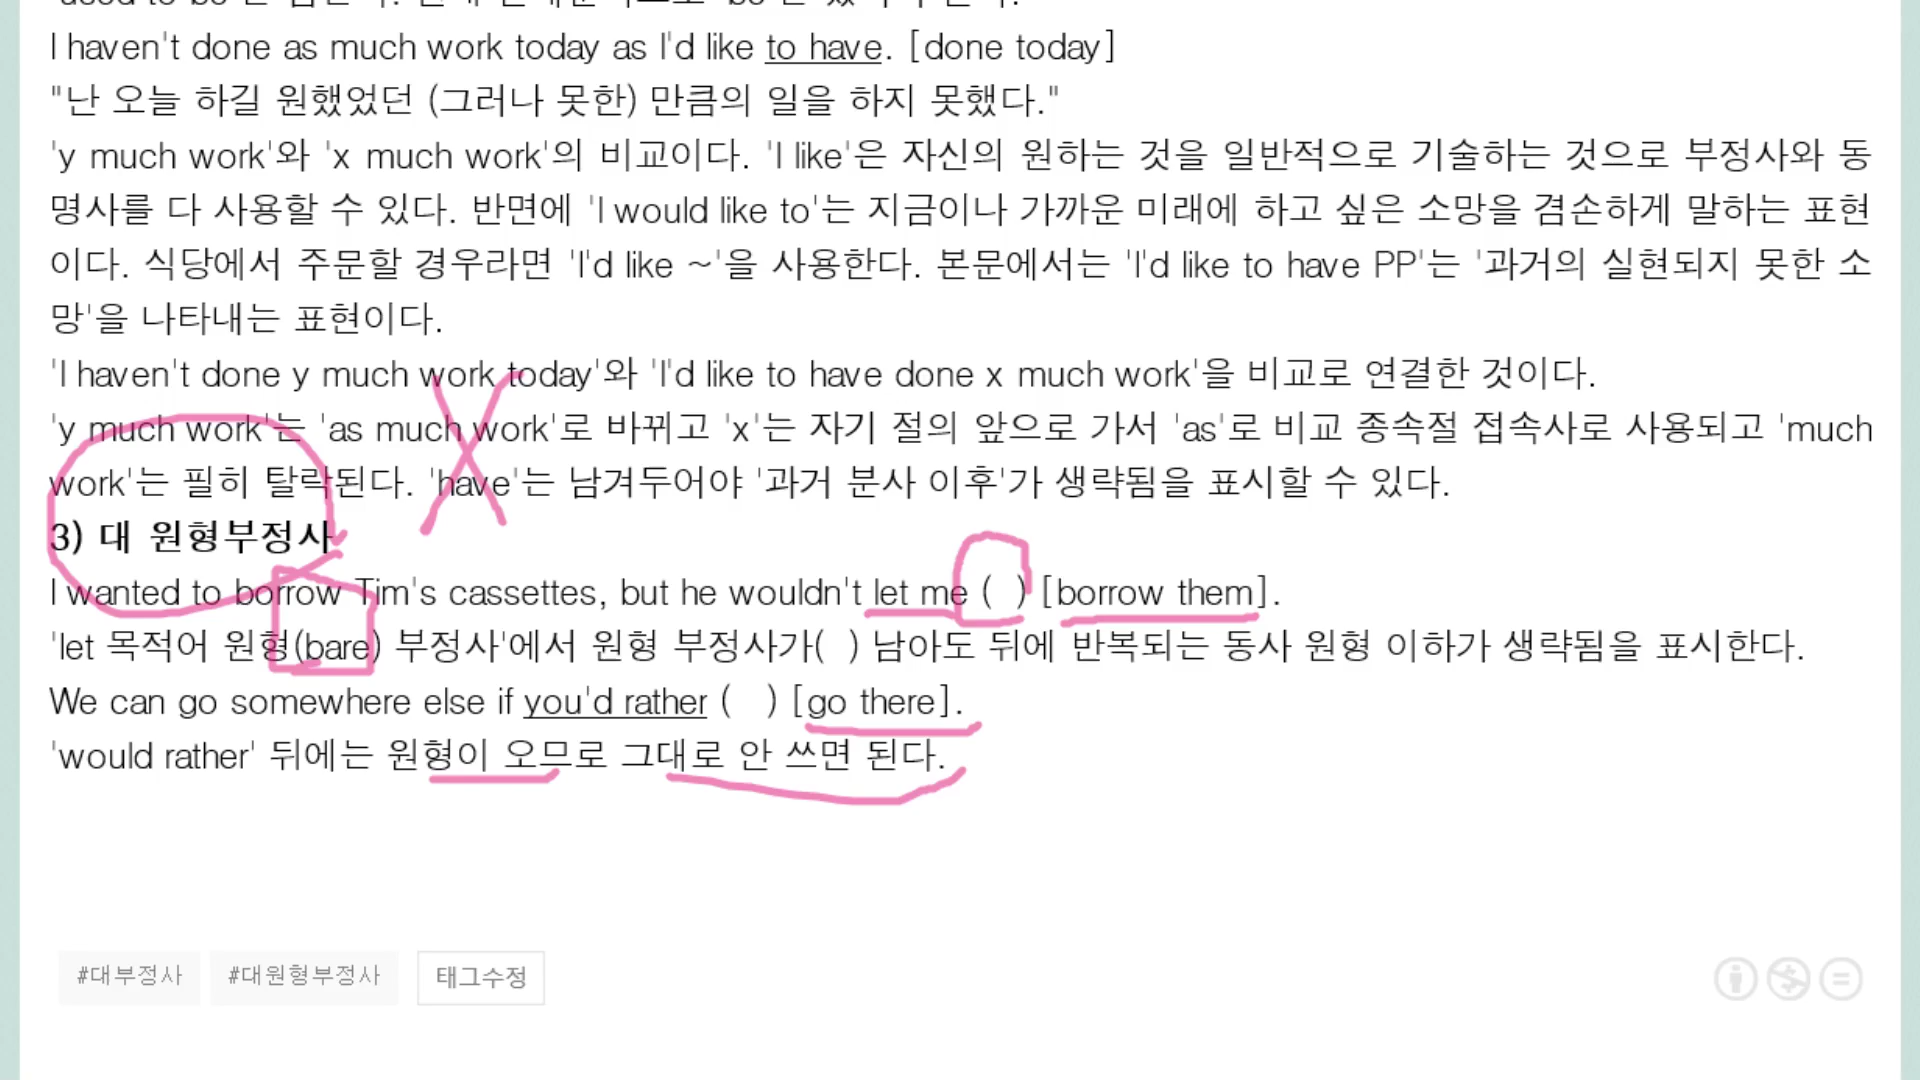 I haven't done as much work today as I'd like to have. [done today]
"난 오늘 하길 원했었던 (그러나 못한) 만큼의 일을 하지 못했다."
'y much work'와 'x much work'의 비교이다. 'I like'은 자신의 원하는 것을 일반적으로 기술하는 것으로 부정사와 동
명사를 다 사용할 수 있다. 반면에 'I would like to'는 지금이나 가까운 미래에 하고 싶은 소망을 겸손하게 말하는 표현
이다. 식당에서 주문할 경우라면 'I'd like ~'을 사용한다. 본문에서는 'I'd like to have PP'는 '과거의 실현되지 못한 소
망'을 나타내는 표현이다.
'I haven't done y much work today'와 'I'd like to have done x much work'을 비교로 연결한 것이다.
'y much work'는 'as much work'로 바뀌고 'x'는 자기 절의 앞으로 가서 'as'로 비교 종속절 접속사로 사용되고 'much
work'는 필히 탈락된다. 'have'는 남겨두어야 '과거 분사 이후'가 생략됨을 표시할 수 있다.
3) 대 원형부정사
I wanted to borrow Tim's cassettes, but he wouldn't let me ( ) [borrow them].
'let 목적어 원형(bare) 부정사'에서 원형 부정사가( ) 남아도 뒤에 반복되는 동사 원형 이하가 생략됨을 표시한다.
We can go somewhere else if you'd rather ( ) [go there].
'would rather' 뒤에는 원형이 오므로 그대로 안 쓰면 된다.
#대부정사 #대원형부정사 태그수정